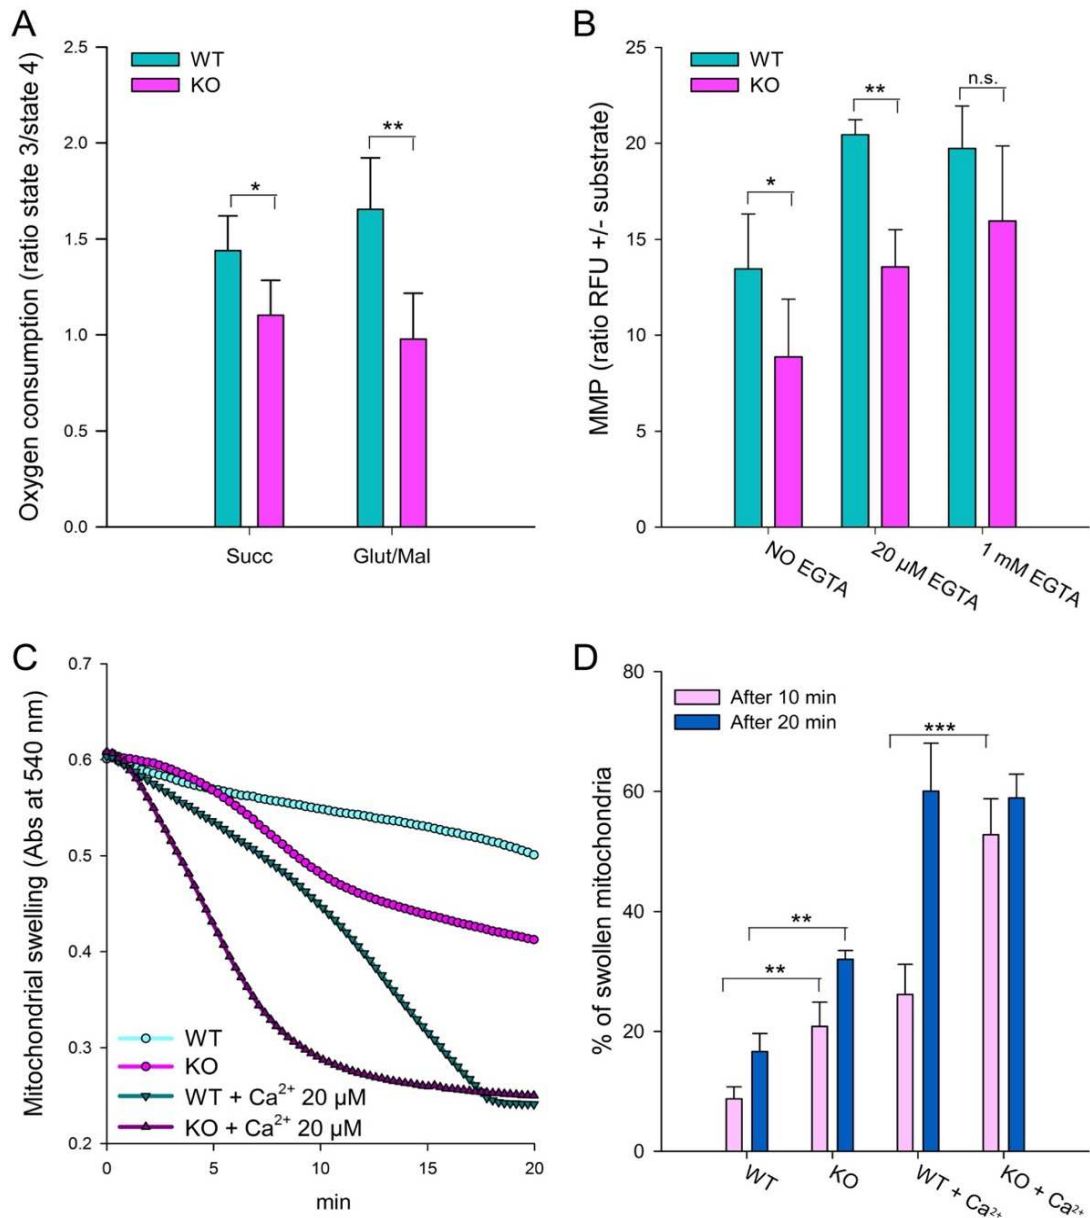 A
Oxygen consumption (ratio state 3/state 4)
2.5
2.0
1.5
1.0
0.5
0.0
WT
KO
*
**
Succ
Glut/Mal
B
MMP (ratio RFU +/- substrate)
25
20
15
10
5
0
WT
KO
*
**
n.s.
NO EGTA
20 µM EGTA
1 mM EGTA
C
Mitochondrial swelling (Abs at 540 nm)
0.7
0.6
0.5
0.4
0.3
0.2
WT
KO
WT + Ca²⁺ 20 µM
KO + Ca²⁺ 20 µM
0
5
10
15
20
min
D
% of swollen mitochondria
80
60
40
20
0
After 10 min
After 20 min
**
**
***
WT
KO
WT + Ca²⁺
KO + Ca²⁺